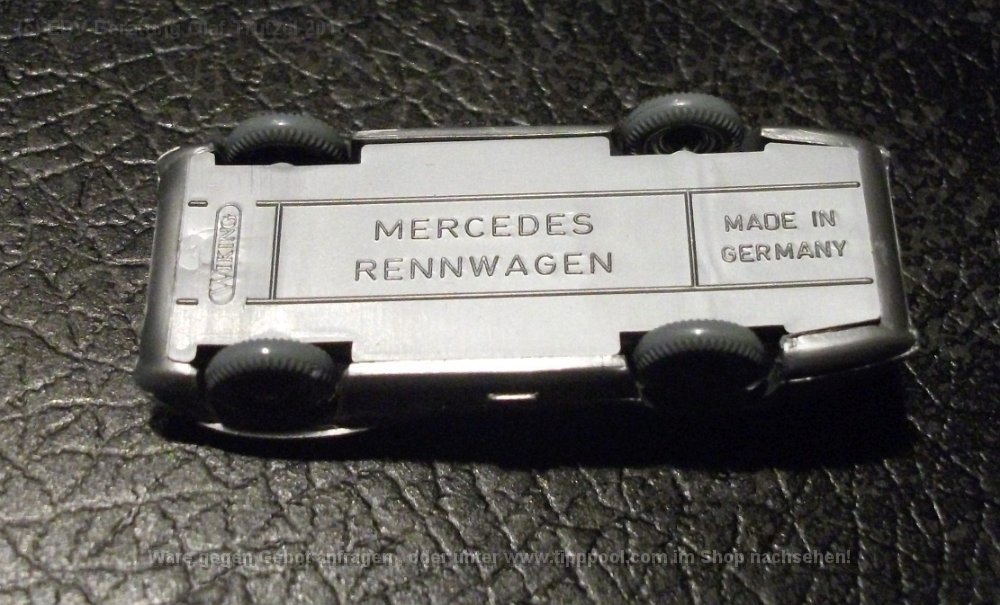 WIKING
MERCEDES
RENNWAGEN
MADE IN
GERMANY
Ware gegen Gebot anfragen, oder unter www.tipppool.com im Shop nachsehen!